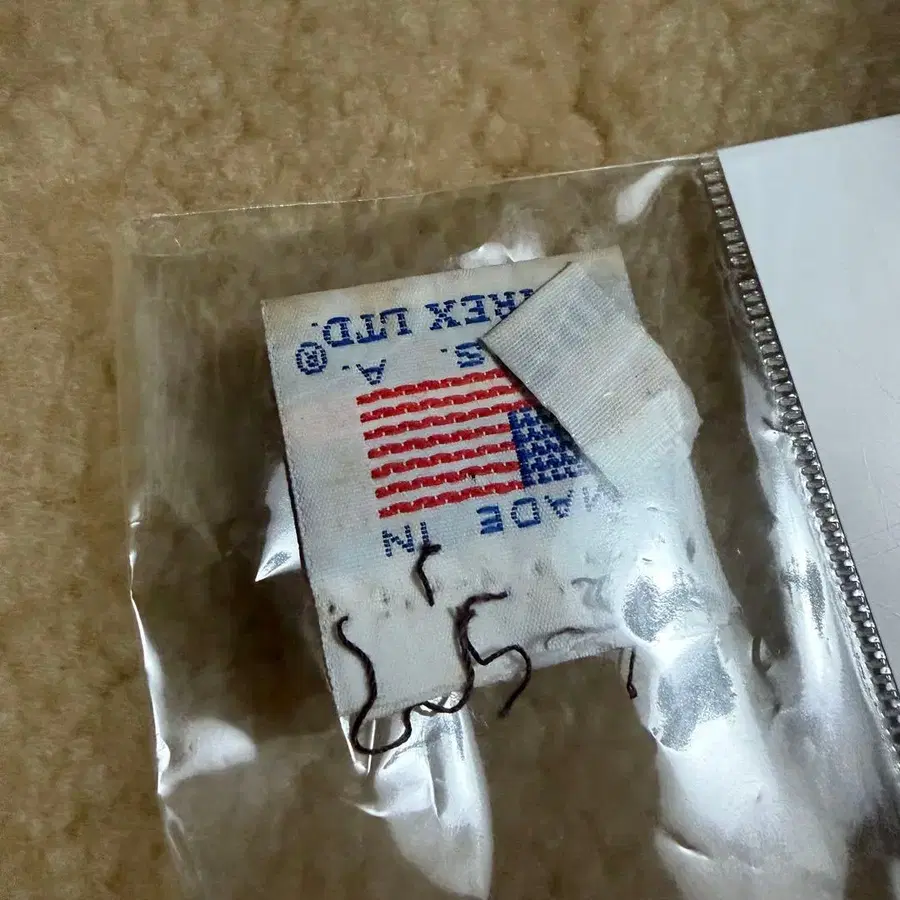 MADE IN
S. A.
REX LTD.
®